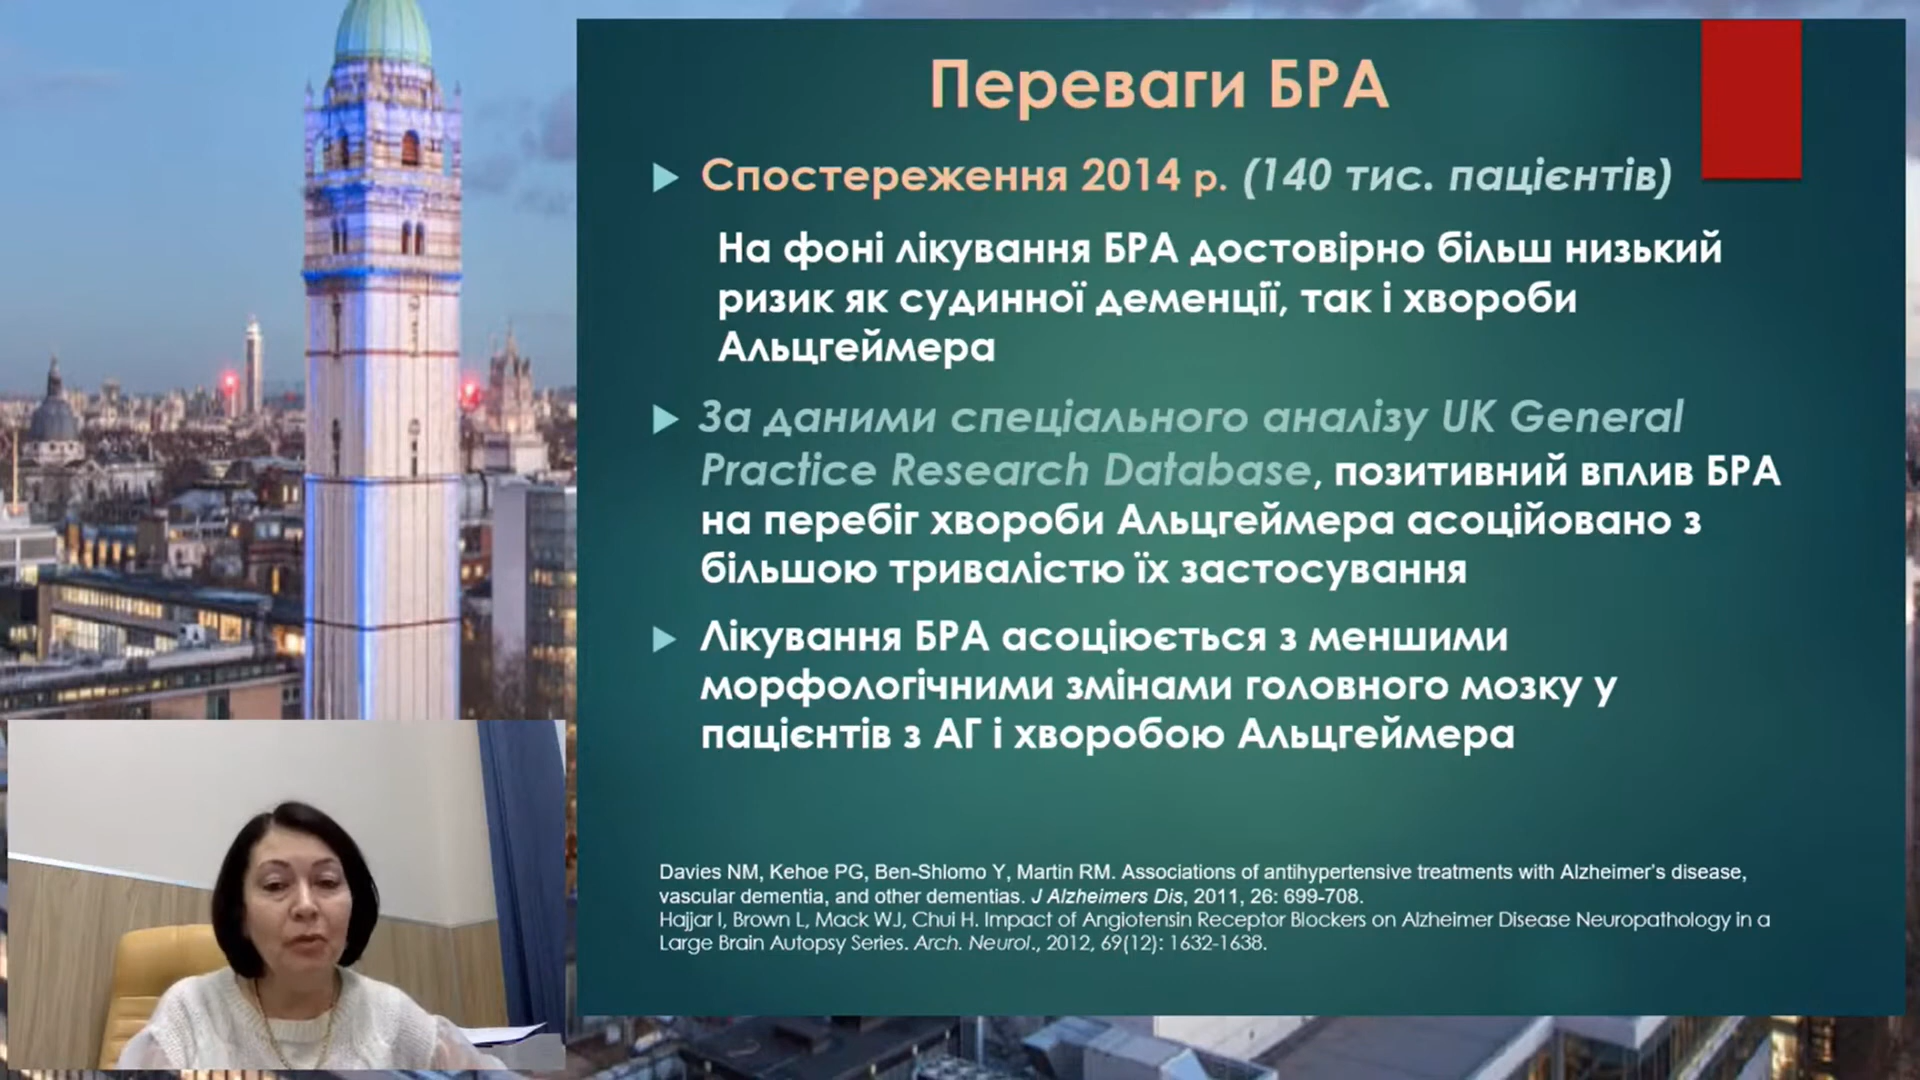 Переваги БРА
Спостереження 2014 р. (140 тис. пацієнтів)
На фоні лікування БРА достовірно більш низький
ризик як судинної деменції, так і хвороби
Альцгеймера
За даними спеціального аналізу UK General
Practice Research Database, позитивний вплив БРА
на перебіг хвороби Альцгеймера асоційовано з
більшою тривалістю їх застосування
Лікування БРА асоціюється з меншими
морфологічними змінами головного мозку у
пацієнтів з АГ і хворобою Альцгеймера
Davies NM, Kehoe PG, Ben-Shlomo Y, Martin RM. Associations of antihypertensive treatments with Alzheimer's disease,
vascular dementia, and other dementias. J Alzheimers Dis, 2011, 26: 699-708.
Hajjar I, Brown L, Mack WJ, Chui H. Impact of Angiotensin Receptor Blockers on Alzheimer Disease Neuropathology in a
Large Brain Autopsy Series. Arch. Neurol., 2012, 69(12): 1632-1638.